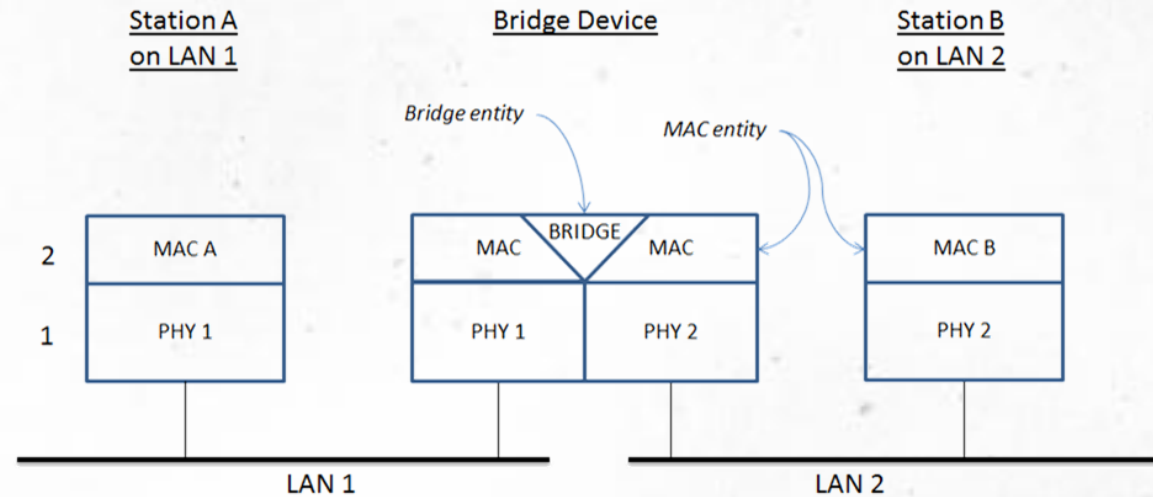 Station A
on LAN 1
Bridge Device
Station B
on LAN 2
Bridge entity
MAC entity
2
MAC A
MAC
BRIDGE
MAC
MAC B
1
PHY 1
PHY 1
PHY 2
PHY 2
LAN 1
LAN 2